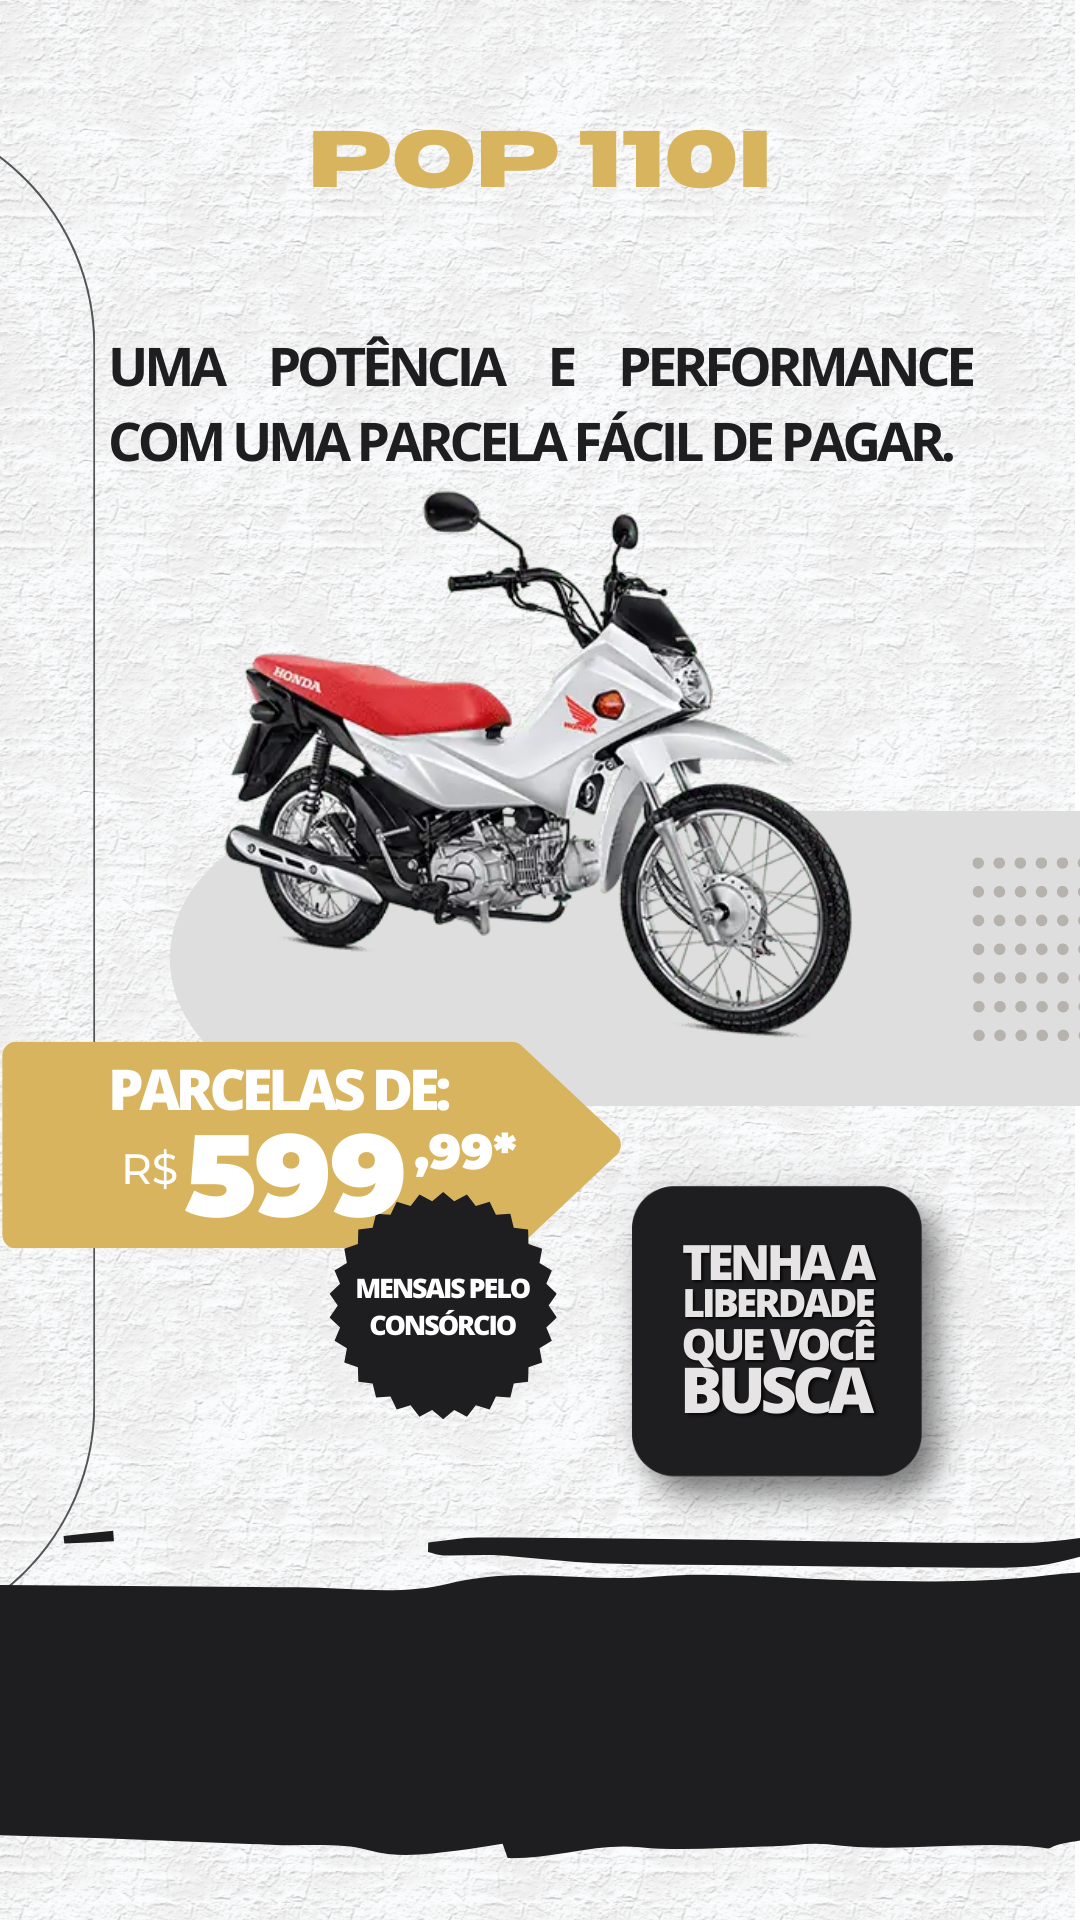 POP 110I
UMA POTÊNCIA E PERFORMANCE
COM UMA PARCELA FÁCIL DE PAGAR.
HONDA
HONDA
PARCELAS DE:
R$ 599,99*
MENSAIS PELO
CONSÓRCIO
TENHA A
LIBERDADE
QUE VOCÊ
BUSCA